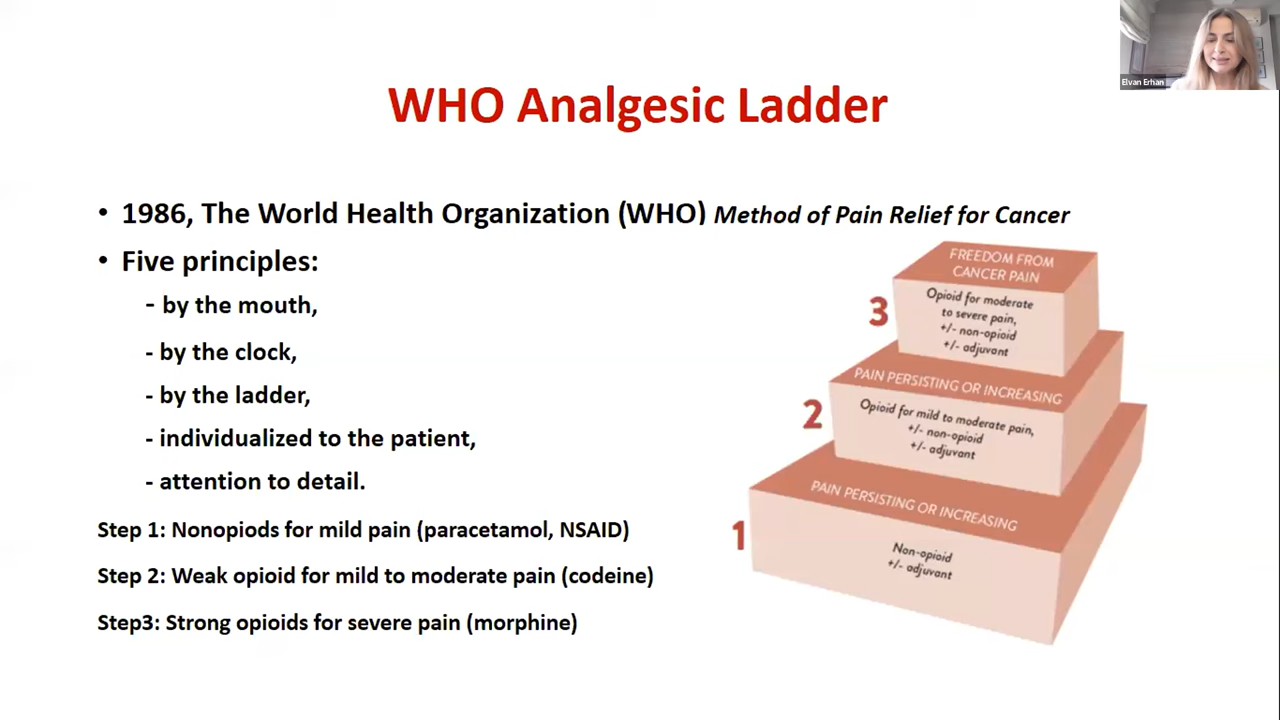 Elvan Erhan
WHO Analgesic Ladder
• 1986, The World Health Organization (WHO) Method of Pain Relief for Cancer
• Five principles:
- by the mouth,
- by the clock,
- by the ladder,
- individualized to the patient,
- attention to detail.
Step 1: Nonopiods for mild pain (paracetamol, NSAID)
Step 2: Weak opioid for mild to moderate pain (codeine)
Step3: Strong opioids for severe pain (morphine)
FREEDOM FROM
CANCER PAIN
3
Opioid for moderate
to severe pain,
+/- non-opioid
+/- adjuvant
PAIN PERSISTING OR INCREASING
2
Opioid for mild to moderate pain,
+/- non-opioid
+/- adjuvant
PAIN PERSISTING OR INCREASING
1
Non-opioid
+/- adjuvant